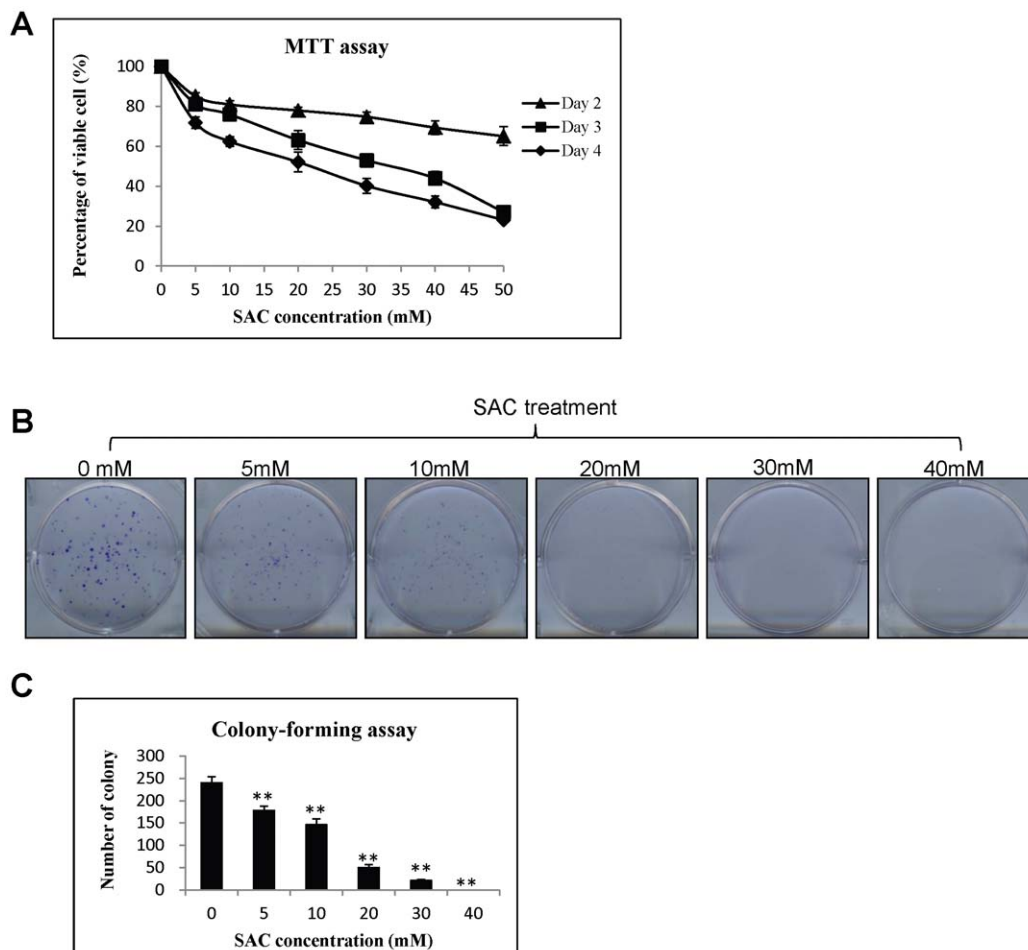 A
MTT assay
Percentage of viable cell (%)
100
80
60
40
20
0
0 5 10 15 20 25 30 35 40 45 50
SAC concentration (mM)
Day 2
Day 3
Day 4
B
SAC treatment
0 mM 5mM 10mM 20mM 30mM 40mM
C
Colony-forming assay
Number of colony
300
250
200
150
100
50
0
** ** ** ** **
0 5 10 20 30 40
SAC concentration (mM)